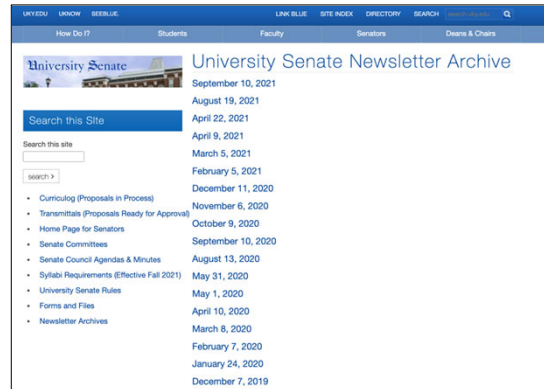 UKY.EDU UKNOW SEEBLUE. LINK BLUE SITE INDEX DIRECTORY SEARCH search uky.edu
How Do I? Students Faculty Senators Deans & Chairs
University Senate
University Senate Newsletter Archive
Search this SIte
Search this site
search >
Curriculog (Proposals in Process)
Transmittals (Proposals Ready for Approval)
Home Page for Senators
Senate Committees
Senate Council Agendas & Minutes
Syllabi Requirements (Effective Fall 2021)
University Senate Rules
Forms and Files
Newsletter Archives
September 10, 2021
August 19, 2021
April 22, 2021
April 9, 2021
March 5, 2021
February 5, 2021
December 11, 2020
November 6, 2020
October 9, 2020
September 10, 2020
August 13, 2020
May 31, 2020
May 1, 2020
April 10, 2020
March 8, 2020
February 7, 2020
January 24, 2020
December 7, 2019